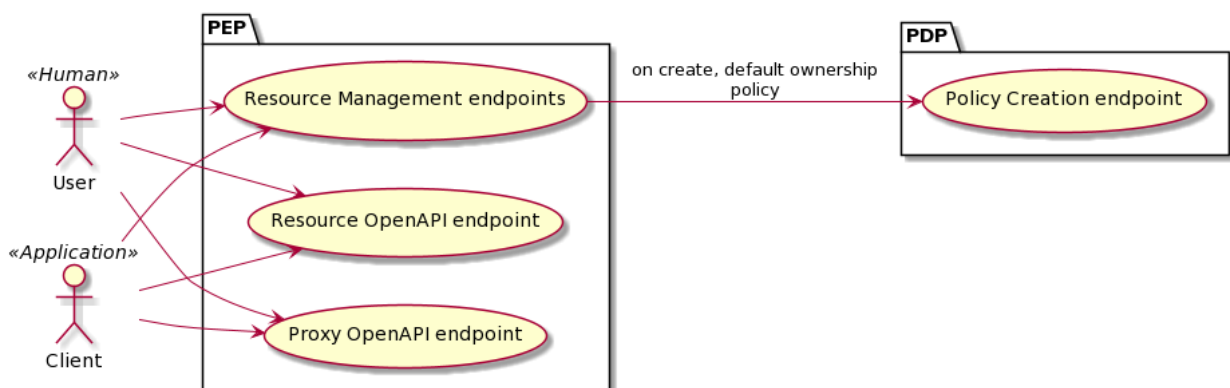 PEP
PDP
«Human»
User
«Application»
Client
Resource Management endpoints
Resource OpenAPI endpoint
Proxy OpenAPI endpoint
on create, default ownership
policy
Policy Creation endpoint